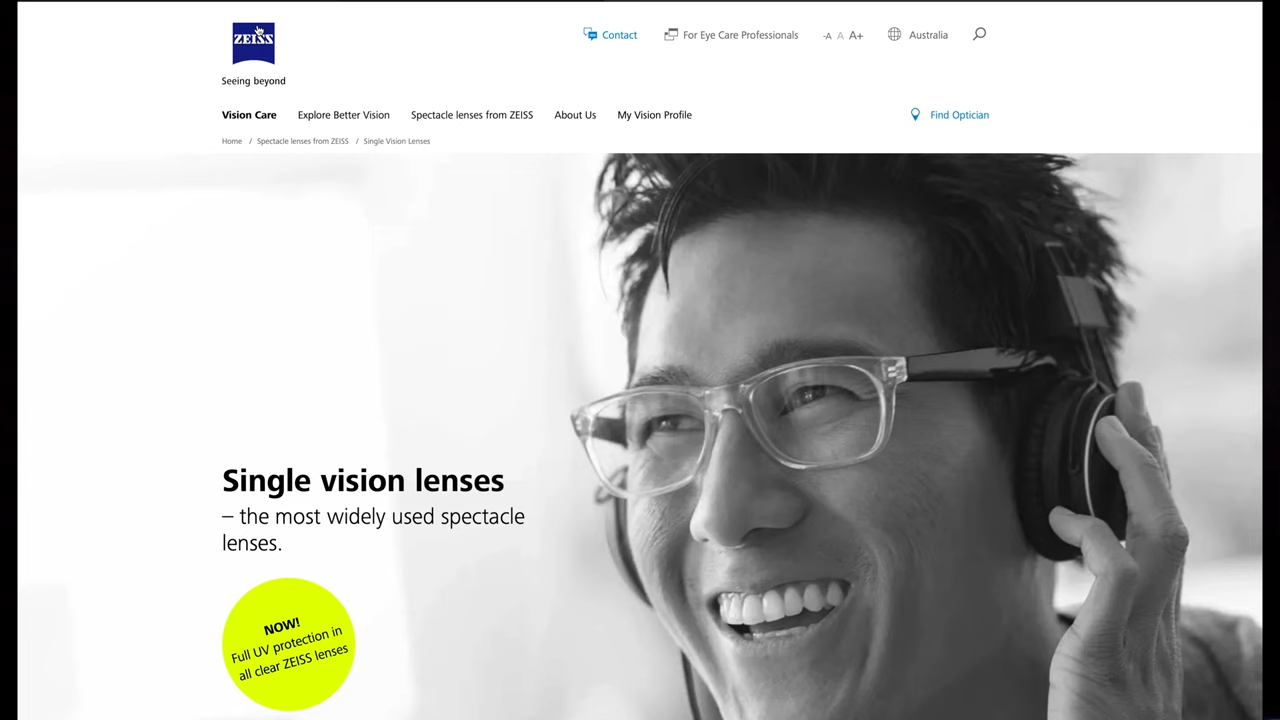 ZEISS
Contact
For Eye Care Professionals
-A A A+
Australia
Seeing beyond
Vision Care
Explore Better Vision
Spectacle lenses from ZEISS
About Us
My Vision Profile
Find Optician
Home / Spectacle lenses from ZEISS / Single Vision Lenses
Single vision lenses
– the most widely used spectacle
lenses.
NOW!
Full UV protection in
all clear ZEISS lenses